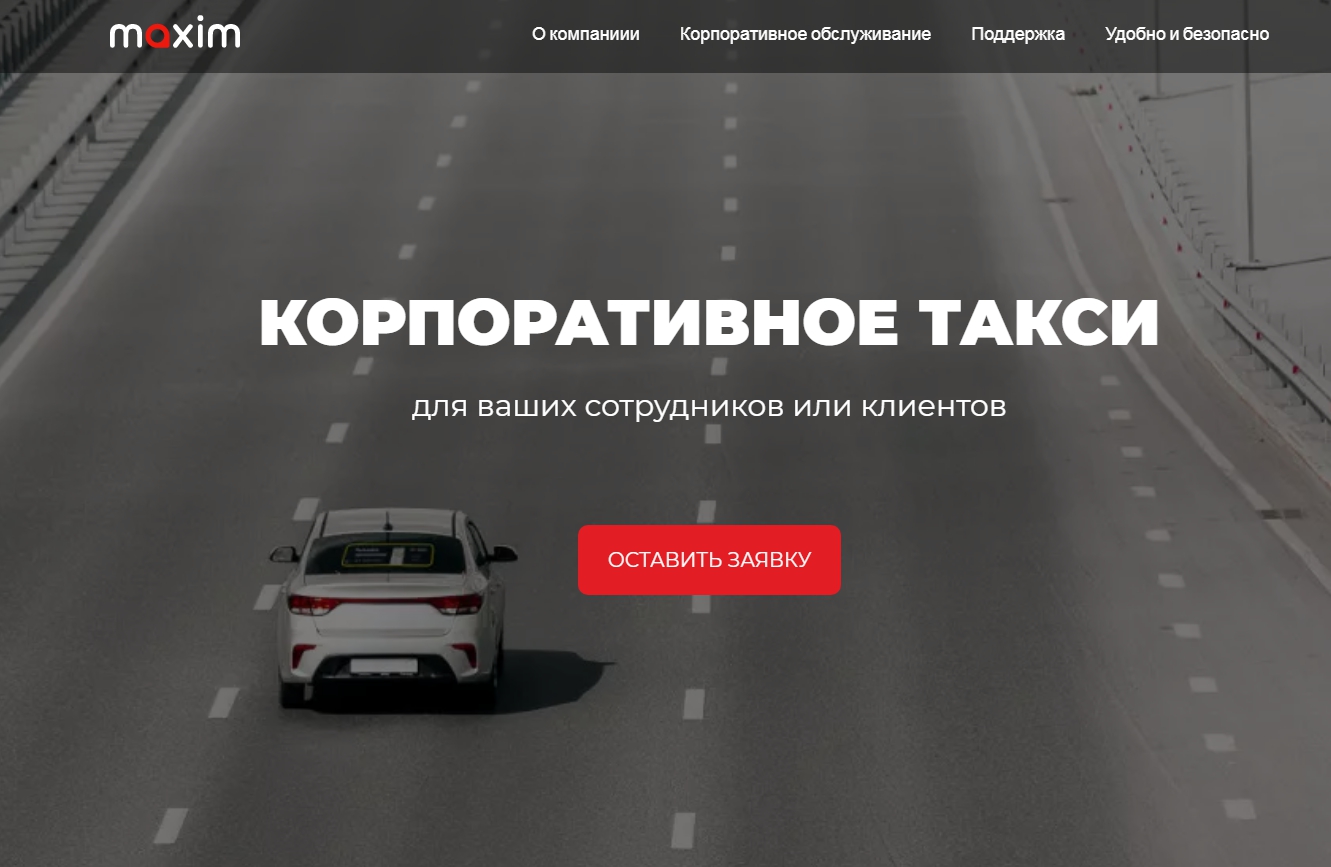 maxim
О компаниии
Корпоративное обслуживание
Поддержка
Удобно и безопасно
КОРПОРАТИВНОЕ ТАКСИ
для ваших сотрудников или клиентов
ОСТАВИТЬ ЗАЯВКУ